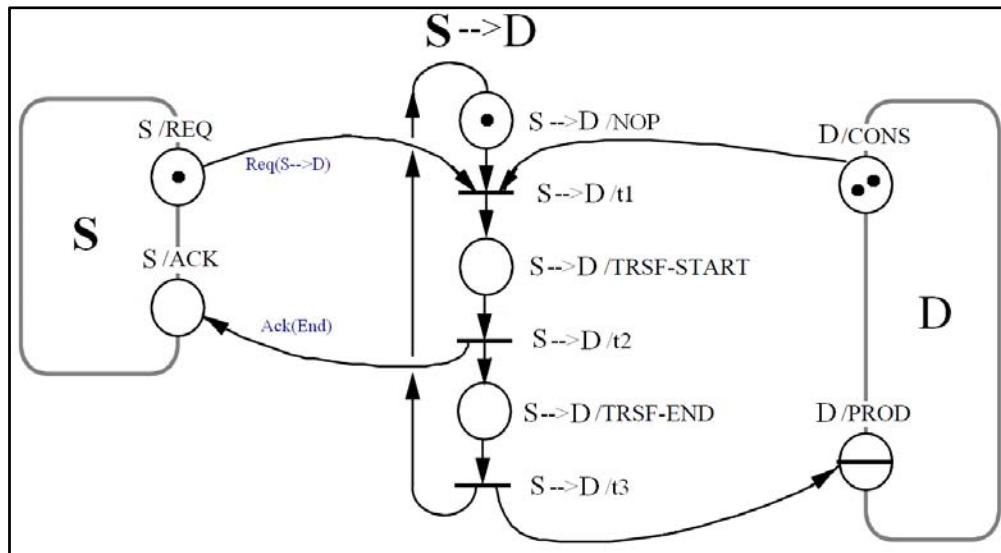 S-->D
S-->D/NOP
S/REQ
D/CONS
Req(S-->D)
S-->D/t1
S
S/ACK
S-->D/TRSF-START
D
Ack(End)
S-->D/t2
S-->D/TRSF-END
D/PROD
S-->D/t3